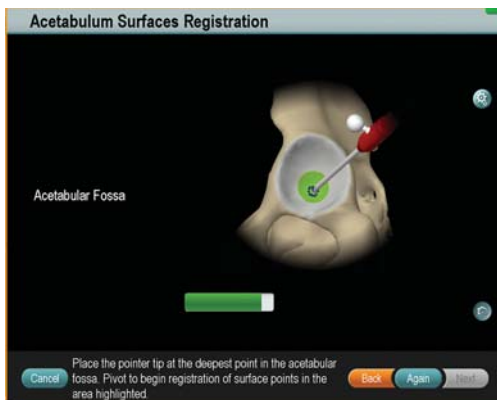 Acetabulum Surfaces Registration
Acetabular Fossa
Place the pointer tip at the deepest point in the acetabular
fossa. Pivot to begin registration of surface points in the
area highlighted
Cancel
Back
Again
Next